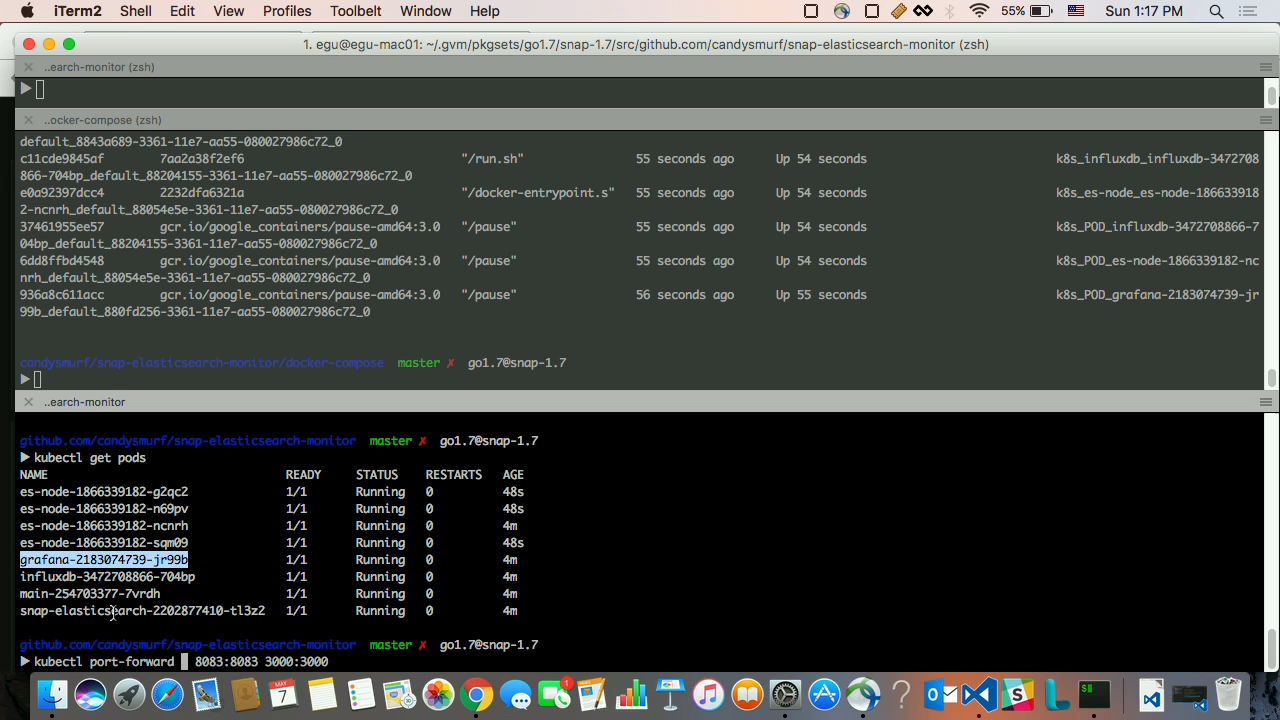 iTerm2 Shell Edit View Profiles Toolbelt Window Help 55% Sun 1:17 PM
1. egu@egu-mac01: ~/.gvm/pkgsets/go1.7/snap-1.7/src/github.com/candysmurf/snap-elasticsearch-monitor (zsh)
..earch-monitor (zsh)
..ocker-compose (zsh)
default_8843a689-3361-11e7-aa55-080027986c72_0
c11cde9845af 7aa2a38f2ef6 "/run.sh" 55 seconds ago Up 54 seconds k8s_influxdb_influxdb-3472708
866-704bp_default_88204155-3361-11e7-aa55-080027986c72_0
e0a92397dcc4 2232dfa6321a "/docker-entrypoint.s" 55 seconds ago Up 54 seconds k8s_es-node_es-node-186633918
2-ncnrh_default_88054e5e-3361-11e7-aa55-080027986c72_0
37461955ee57 gcr.io/google_containers/pause-amd64:3.0 "/pause" 55 seconds ago Up 54 seconds k8s_POD_influxdb-3472708866-7
04bp_default_88204155-3361-11e7-aa55-080027986c72_0
6dd8ffbd4548 gcr.io/google_containers/pause-amd64:3.0 "/pause" 55 seconds ago Up 54 seconds k8s_POD_es-node-1866339182-nc
nrh_default_88054e5e-3361-11e7-aa55-080027986c72_0
936a8c611acc gcr.io/google_containers/pause-amd64:3.0 "/pause" 56 seconds ago Up 55 seconds k8s_POD_grafana-2183074739-jr
99b_default_880fd256-3361-11e7-aa55-080027986c72_0
candysmurf/snap-elasticsearch-monitor/docker-compose master ✗ go1.7@snap-1.7
..earch-monitor
github.com/candysmurf/snap-elasticsearch-monitor master ✗ go1.7@snap-1.7
kubectl get pods
NAME READY STATUS RESTARTS AGE
es-node-1866339182-g2qc2 1/1 Running 0 48s
es-node-1866339182-n69pv 1/1 Running 0 48s
es-node-1866339182-ncnrh 1/1 Running 0 4m
es-node-1866339182-sqm09 1/1 Running 0 48s
grafana-2183074739-jr99b 1/1 Running 0 4m
influxdb-3472708866-704bp 1/1 Running 0 4m
main-254703377-7vrdh 1/1 Running 0 4m
snap-elasticsearch-2202877410-tl3z2 1/1 Running 0 4m
github.com/candysmurf/snap-elasticsearch-monitor master ✗ go1.7@snap-1.7
kubectl port-forward 8083:8083 3000:3000